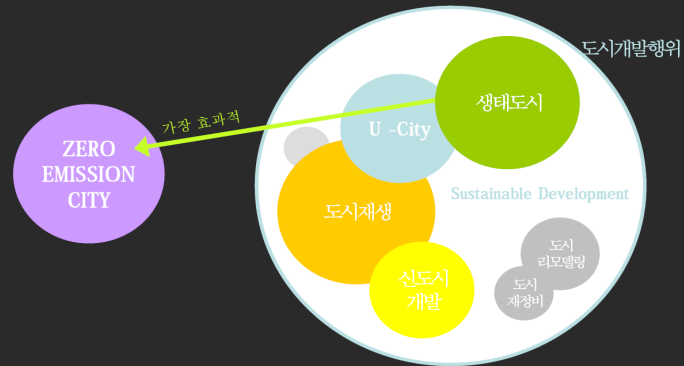 도시개발행위
생태도시
가장 효과적
U -City
ZERO
EMISSION
CITY
Sustainable Development
도시재생
도시
리모델링
신도시
개발
도시
재정비